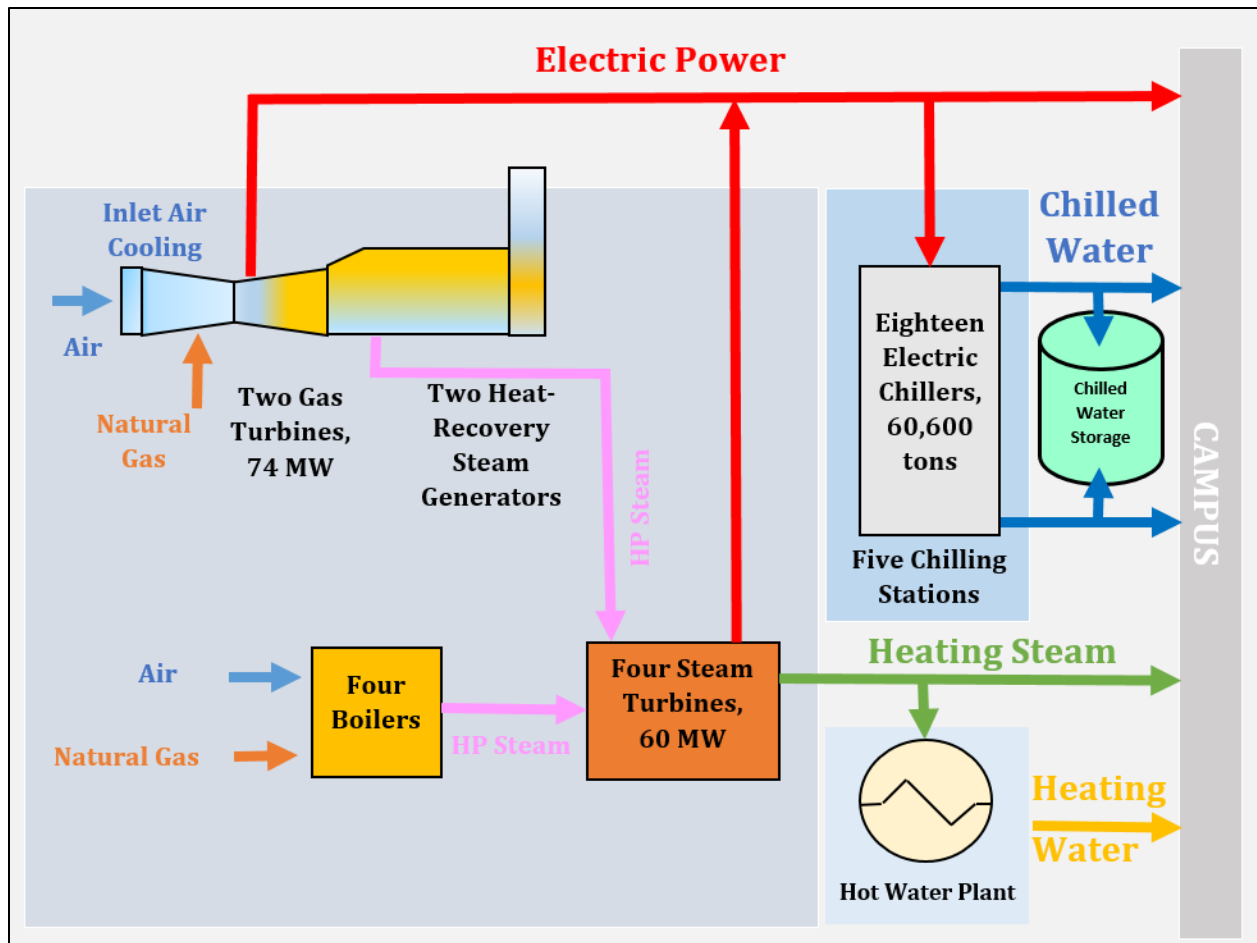 Electric Power
Inlet Air
Cooling
Air
Natural
Gas
Two Gas
Turbines,
74 MW
Two Heat-
Recovery
Steam
Generators
HP Steam
Chilled
Water
Eighteen
Electric
Chillers,
60,600
tons
Chilled
Water
Storage
Five Chilling
Stations
CAMPUS
Air
Natural Gas
Four
Boilers
HP Steam
Four Steam
Turbines,
60 MW
Heating Steam
Heating
Water
Hot Water Plant